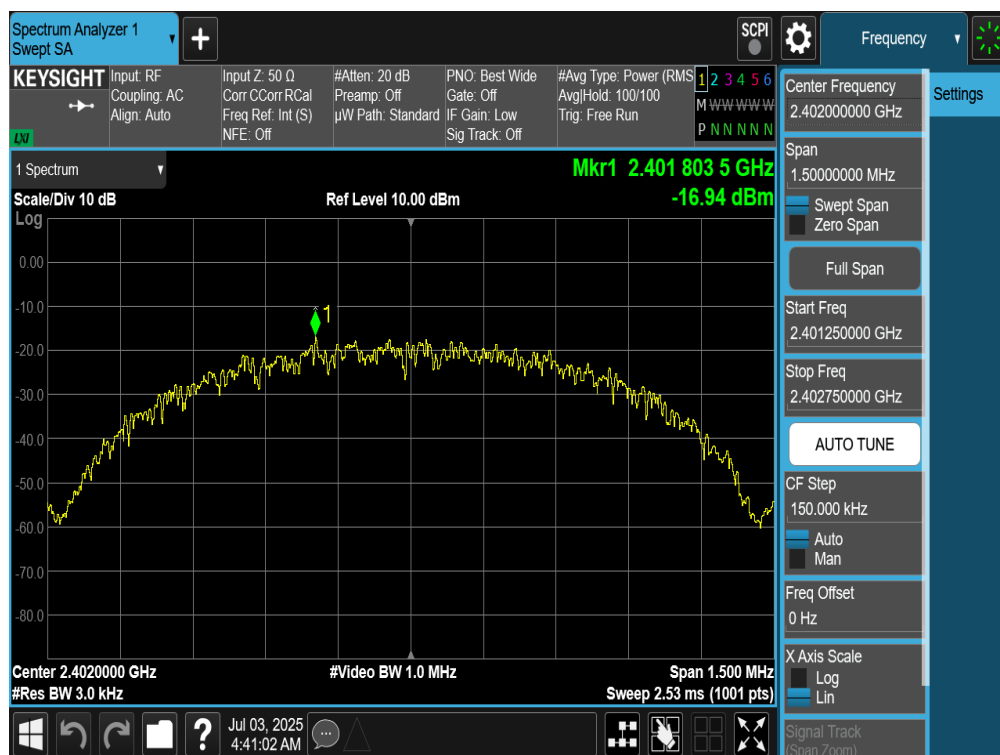 Spectrum Analyzer 1
Swept SA
+
SCPI
Frequency
KEYSIGHT
LXI
Input: RF
Coupling: AC
Align: Auto
Input Z: 50 Ω
Corr CCorr RCal
Freq Ref: Int (S)
NFE: Off
#Atten: 20 dB
Preamp: Off
µW Path: Standard
PNO: Best Wide
Gate: Off
IF Gain: Low
Sig Track: Off
#Avg Type: Power (RMS
Avg|Hold: 100/100
Trig: Free Run
1 2 3 4 5 6
M W W W W W
P N N N N N
1 Spectrum
Mkr1 2.401 803 5 GHz
-16.94 dBm
Scale/Div 10 dB
Ref Level 10.00 dBm
Log
1
0.00
-10.0
-20.0
-30.0
-40.0
-50.0
-60.0
-70.0
-80.0
Center 2.4020000 GHz
#Video BW 1.0 MHz
Span 1.500 MHz
#Res BW 3.0 kHz
Sweep 2.53 ms (1001 pts)
Center Frequency
2.402000000 GHz
Span
1.50000000 MHz
Swept Span
Zero Span
Full Span
Start Freq
2.401250000 GHz
Stop Freq
2.402750000 GHz
AUTO TUNE
CF Step
150.000 kHz
Auto
Man
Freq Offset
0 Hz
X Axis Scale
Log
Lin
Signal Track
(Span Zoom)
Settings
?
Jul 03, 2025
4:41:02 AM